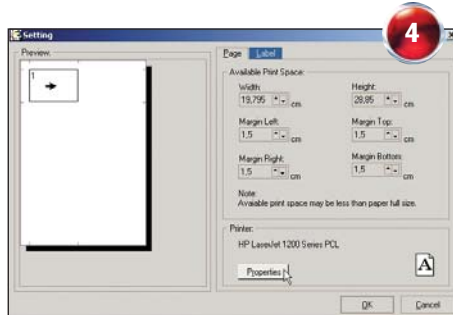 4
Setting
Preview:
1
Page Label
Available Print Space:
Width: Height:
19,795 cm 28,85 cm
Margin Left: Margin Top:
1,5 cm 1,5 cm
Margin Right: Margin Bottom:
1,5 cm 1,5 cm
Note:
Avaiable print space may be less than paper full size.
Printer:
HP LaserJet 1200 Series PCL
Properties
A
OK Cancel